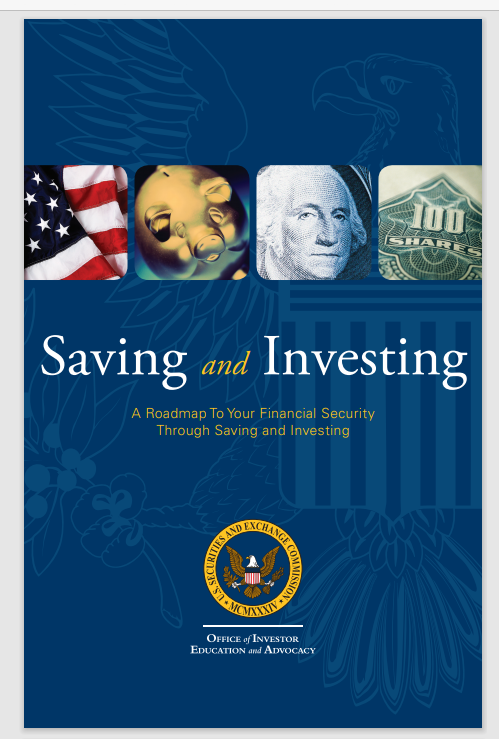 100
SHARES
Saving and Investing
A Roadmap To Your Financial Security
Through Saving and Investing
U.S. SECURITIES AND EXCHANGE COMMISSION
MCMXXXIV
OFFICE of INVESTOR
EDUCATION and ADVOCACY